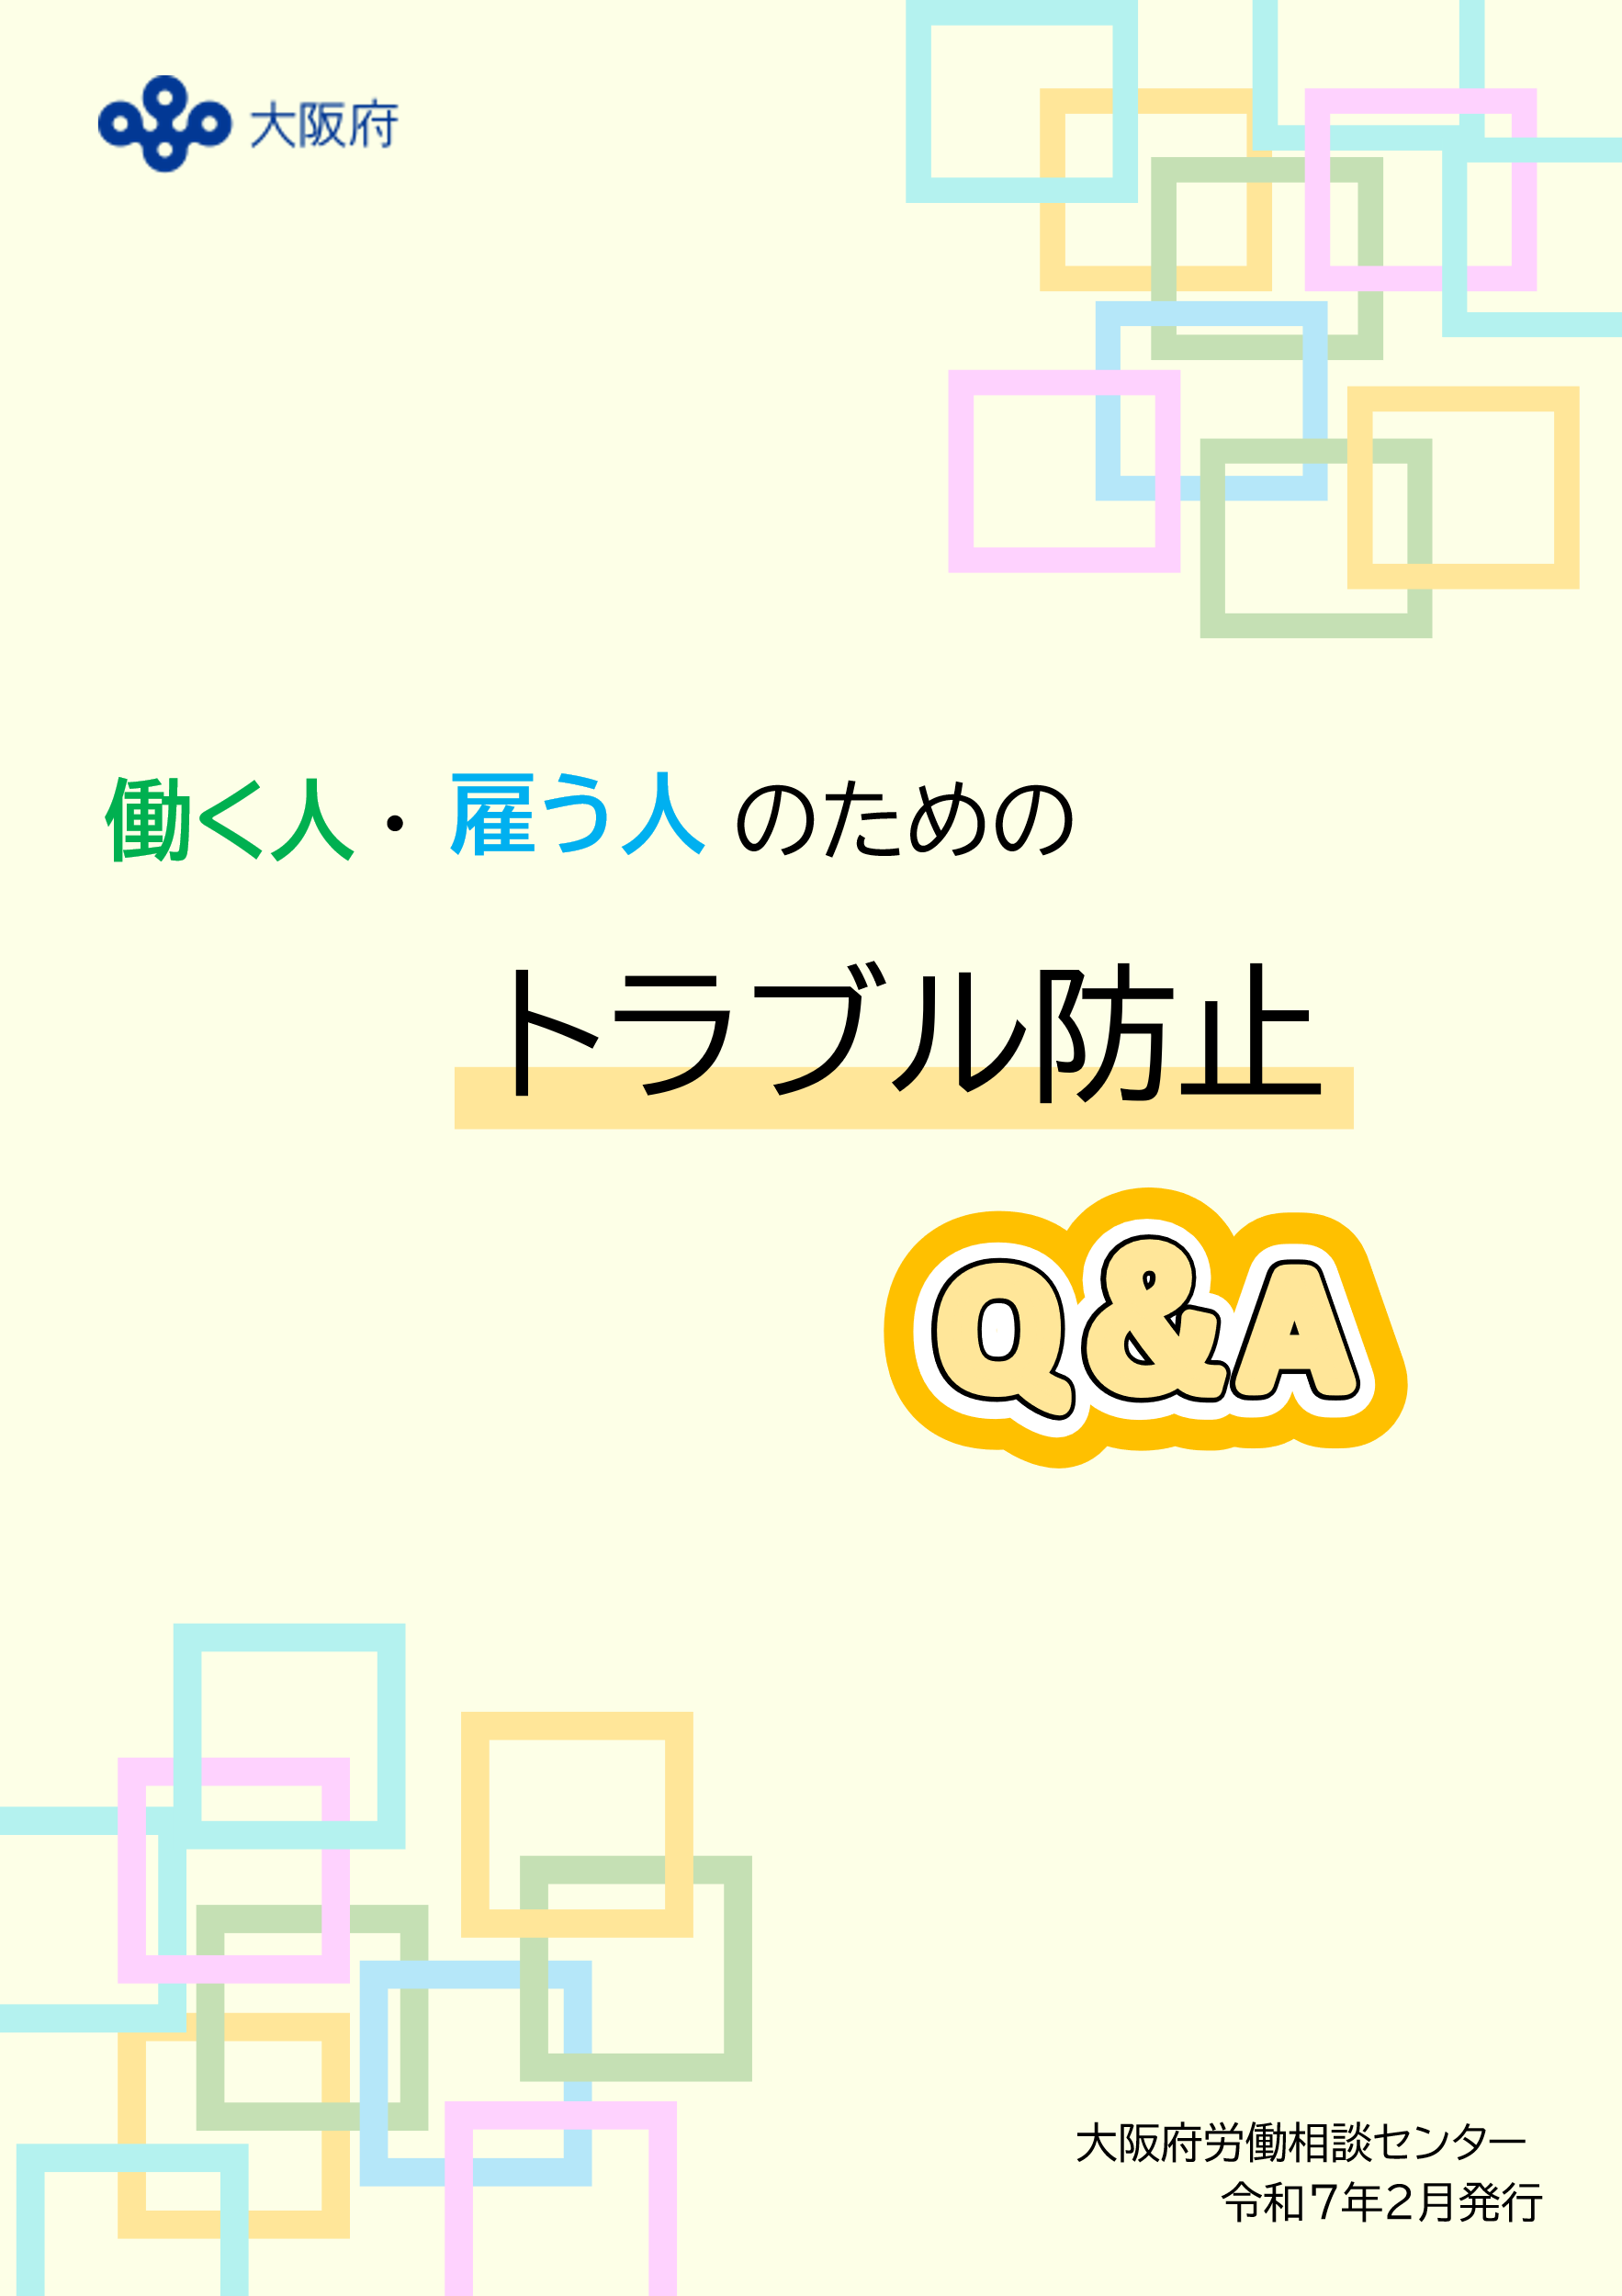 大阪府
働く人・雇う人のための
トラブル防止
Q&A
大阪府労働相談センター
令和7年2月発行